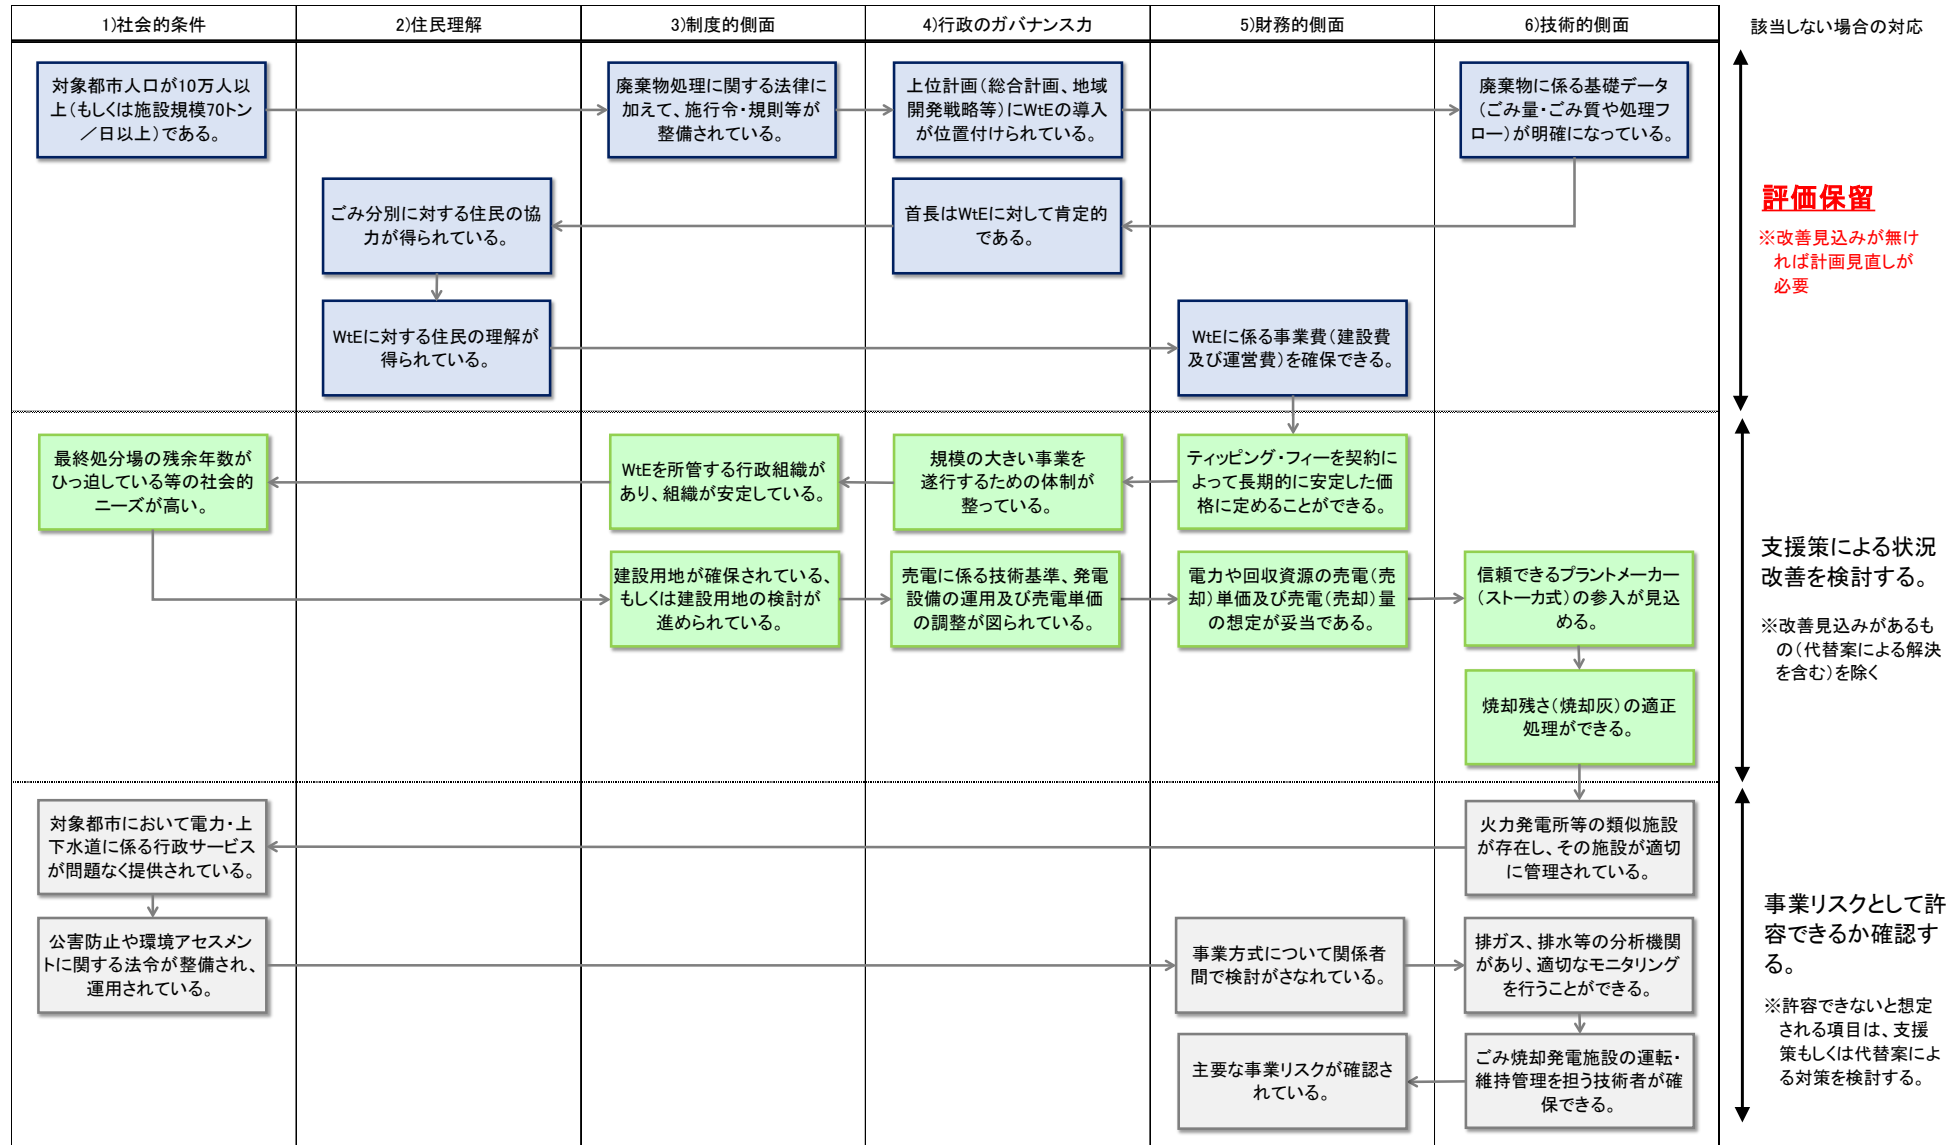 1)社会的条件
2)住民理解
3)制度的側面
4)行政のガバナンス力
5)財務的側面
6)技術的側面
該当しない場合の対応
対象都市人口が10万人以
上（もしくは施設規模70トン
／日以上）である。
廃棄物処理に関する法律に
加えて、施行令・規則等が
整備されている。
上位計画（総合計画、地域
開発戦略等）にWtEの導入
が位置付けられている。
廃棄物に係る基礎データ
（ごみ量・ごみ質や処理フ
ロー）が明確になっている。
ごみ分別に対する住民の協
力が得られている。
首長はWtEに対して肯定的
である。
評価保留
※改善見込みが無け
れば計画見直しが
必要
WtEに対する住民の理解が
得られている。
WtEに係る事業費（建設費
及び運営費）を確保できる。
最終処分場の残余年数が
ひっ迫している等の社会的
ニーズが高い。
WtEを所管する行政組織が
あり、組織が安定している。
規模の大きい事業を
遂行するための体制が
整っている。
ティッピング・フィーを契約に
よって長期的に安定した価
格に定めることができる。
建設用地が確保されている、
もしくは建設用地の検討が
進められている。
売電に係る技術基準、発電
設備の運用及び売電単価
の調整が図られている。
電力や回収資源の売電（売
却）単価及び売電（売却）量
の想定が妥当である。
信頼できるプラントメーカー
（ストーカ式）の参入が見込
める。
支援策による状況
改善を検討する。
※改善見込みがあるも
の（代替案による解決
を含む）を除く
焼却残さ（焼却灰）の適正
処理ができる。
対象都市において電力・上
下水道に係る行政サービス
が問題なく提供されている。
火力発電所等の類似施設
が存在し、その施設が適切
に管理されている。
公害防止や環境アセスメン
トに関する法令が整備され、
運用されている。
事業方式について関係者
間で検討がさなれている。
排ガス、排水等の分析機関
があり、適切なモニタリング
を行うことができる。
事業リスクとして許
容できるか確認す
る。
※許容できないと想定
される項目は、支援
策もしくは代替案によ
る対策を検討する。
主要な事業リスクが確認さ
れている。
ごみ焼却発電施設の運転・
維持管理を担う技術者が確
保できる。